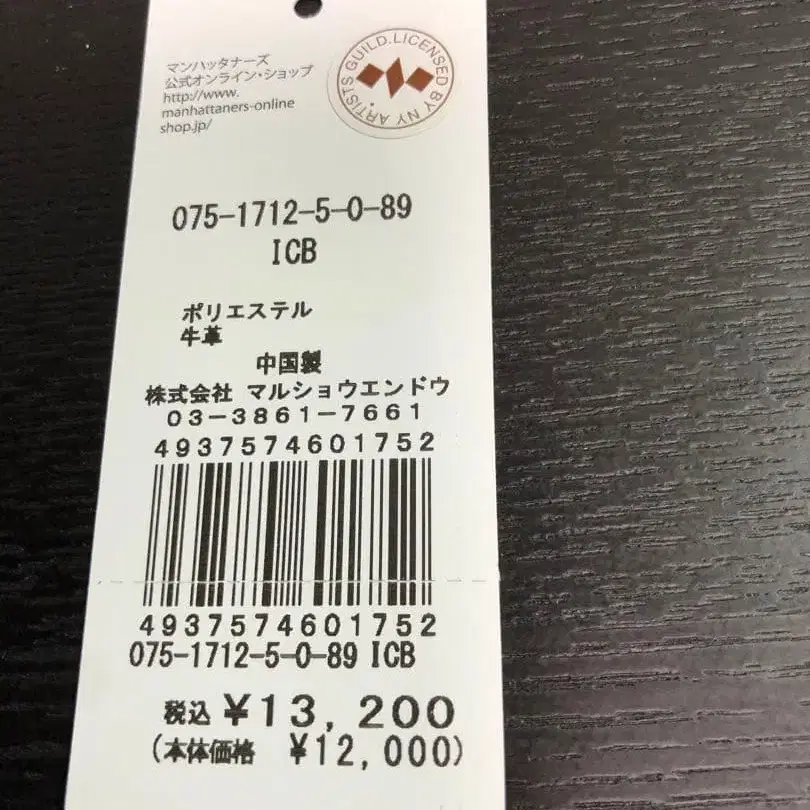 マンハッタナーズ
公式オンライン・ショップ
http://www.
manhattaners-online
shop.jp/
GUILD.LICENSED BY NY ARTISTS
075-1712-5-0-89
ICB
ポリエステル
牛革
中国製
株式会社 マルショウエンドウ
03-3861-7661
4937574601752
4937574601752
075-1712-5-0-89 ICB
税込 ¥13,200
(本体価格 ¥12,000)